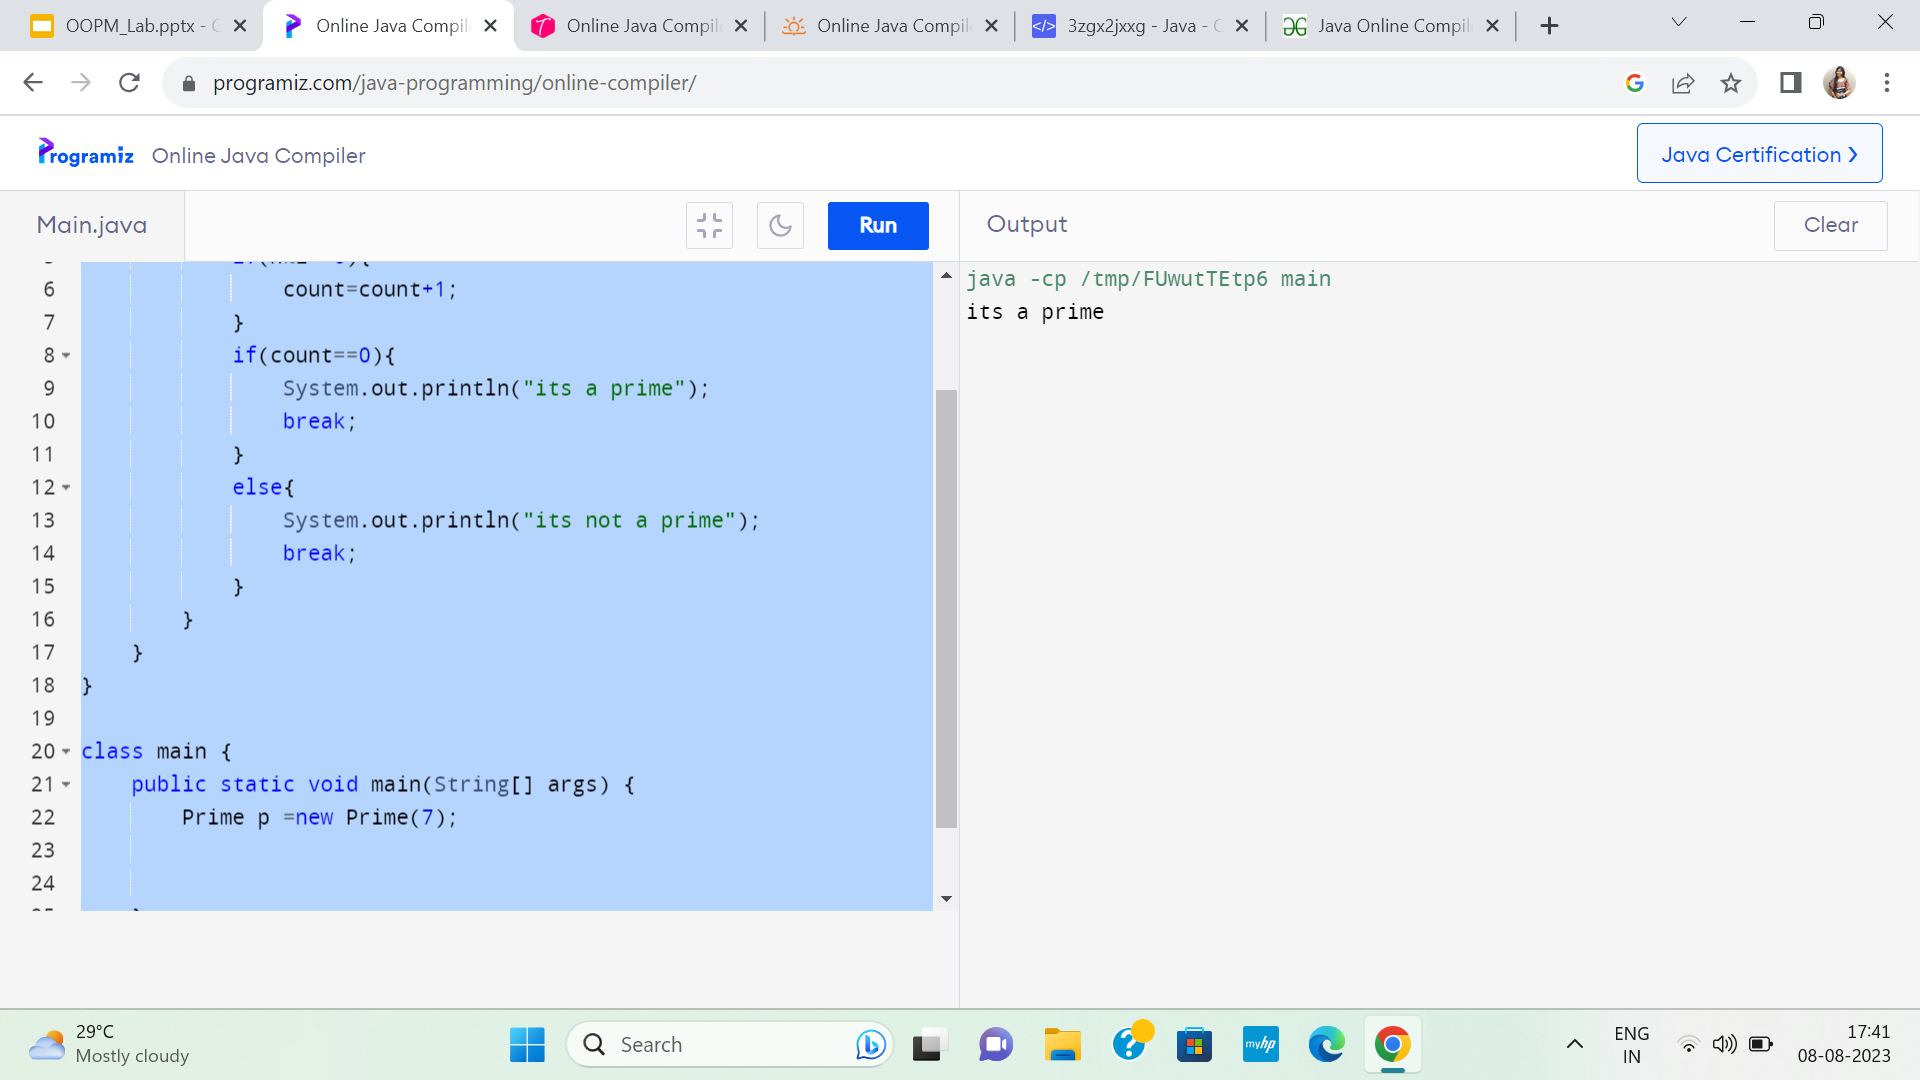 OOPM_Lab.pptx - G
Online Java Compil
Online Java Compil
Online Java Compil
3zgx2jxxg - Java - O
Java Online Compil
programiz.com/java-programming/online-compiler/
Programiz Online Java Compiler
Java Certification ❯
Main.java
Run
Output
Clear
6 count=count+1;
7 }
8 if(count==0){
9 System.out.println("its a prime");
10 break;
11 }
12 else{
13 System.out.println("its not a prime");
14 break;
15 }
16 }
17 }
18 }
19
20 class main {
21 public static void main(String[] args) {
22 Prime p =new Prime(7);
23
24
java -cp /tmp/FUwutTEtp6 main
its a prime
29°C
Mostly cloudy
Search
myhp
ENG
IN
17:41
08-08-2023